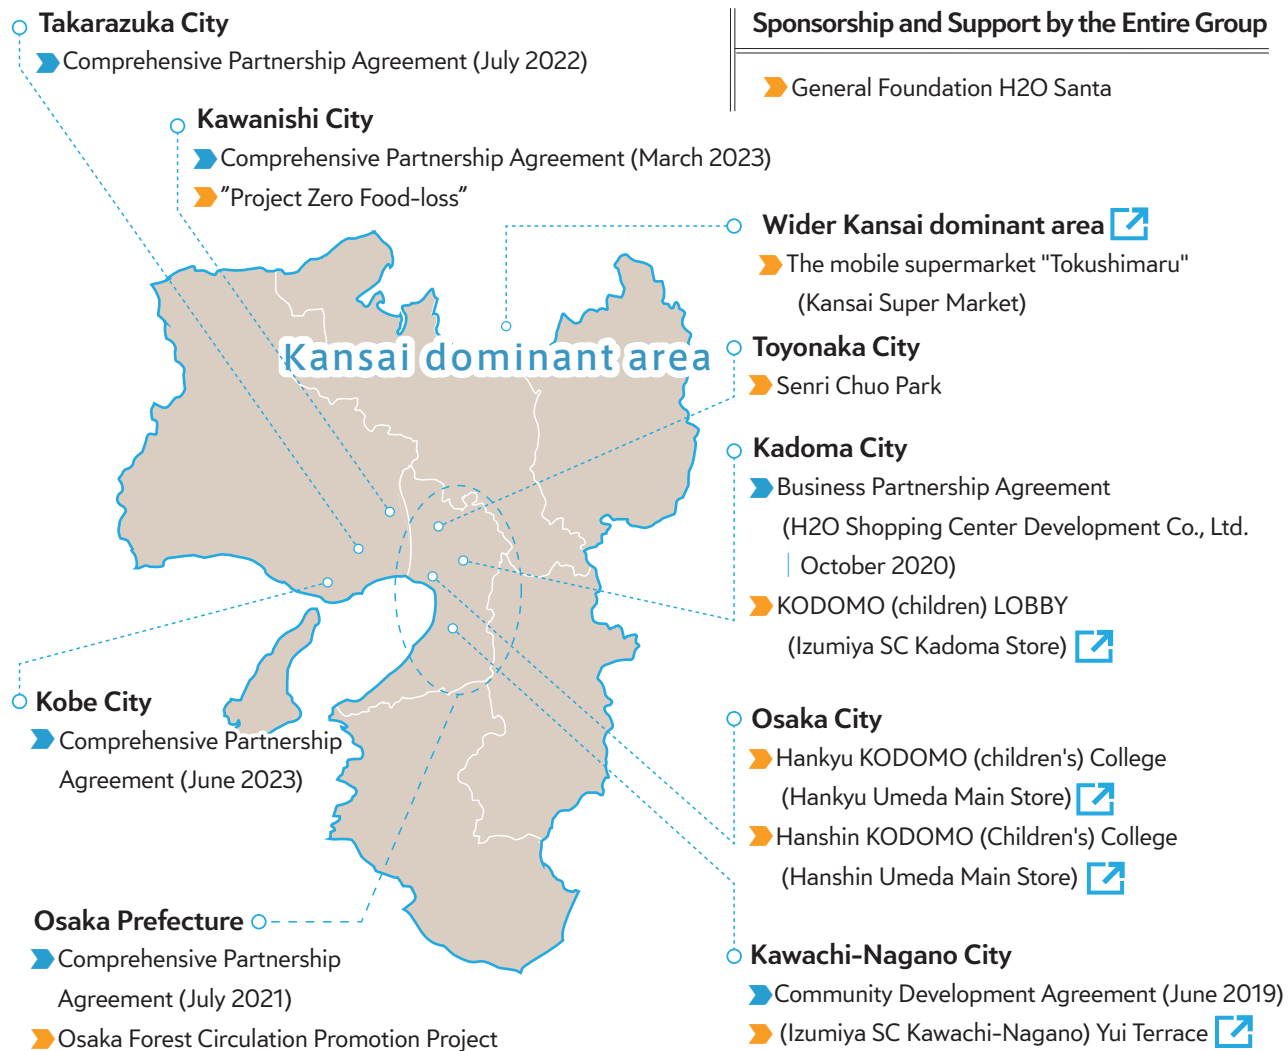 Takarazuka City
Comprehensive Partnership Agreement (July 2022)
Sponsorship and Support by the Entire Group
General Foundation H2O Santa
Kawanishi City
Comprehensive Partnership Agreement (March 2023)
"Project Zero Food-loss"
Wider Kansai dominant area
The mobile supermarket "Tokushimaru"
(Kansai Super Market)
Kansai dominant area
Toyonaka City
Senri Chuo Park
Kadoma City
Business Partnership Agreement
(H2O Shopping Center Development Co., Ltd.
| October 2020)
KODOMO (children) LOBBY
(Izumiya SC Kadoma Store)
Kobe City
Comprehensive Partnership
Agreement (June 2023)
Osaka City
Hankyu KODOMO (children's) College
(Hankyu Umeda Main Store)
Hanshin KODOMO (Children's) College
(Hanshin Umeda Main Store)
Osaka Prefecture
Comprehensive Partnership
Agreement (July 2021)
Osaka Forest Circulation Promotion Project
Kawachi-Nagano City
Community Development Agreement (June 2019)
(Izumiya SC Kawachi-Nagano) Yui Terrace